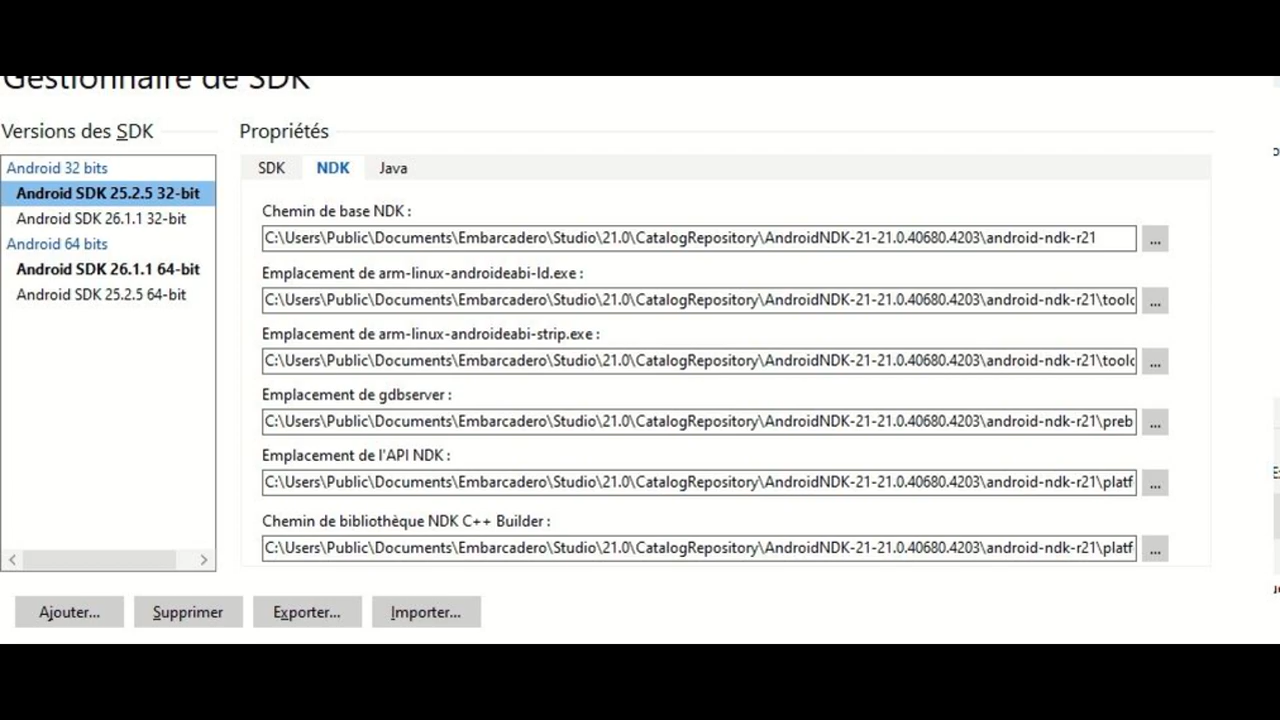 Gestionnaire de SDK
Versions des SDK
Propriétés
Android 32 bits
Android SDK 25.2.5 32-bit
Android SDK 26.1.1 32-bit
Android 64 bits
Android SDK 26.1.1 64-bit
Android SDK 25.2.5 64-bit
SDK NDK Java
Chemin de base NDK :
C:\Users\Public\Documents\Embarcadero\Studio\21.0\CatalogRepository\AndroidNDK-21-21.0.40680.4203\android-ndk-r21
...
Emplacement de arm-linux-androideabi-ld.exe :
C:\Users\Public\Documents\Embarcadero\Studio\21.0\CatalogRepository\AndroidNDK-21-21.0.40680.4203\android-ndk-r21\toolc
...
Emplacement de arm-linux-androideabi-strip.exe :
C:\Users\Public\Documents\Embarcadero\Studio\21.0\CatalogRepository\AndroidNDK-21-21.0.40680.4203\android-ndk-r21\toolc
...
Emplacement de gdbserver :
C:\Users\Public\Documents\Embarcadero\Studio\21.0\CatalogRepository\AndroidNDK-21-21.0.40680.4203\android-ndk-r21\preb
...
Emplacement de l'API NDK :
C:\Users\Public\Documents\Embarcadero\Studio\21.0\CatalogRepository\AndroidNDK-21-21.0.40680.4203\android-ndk-r21\platf
...
Chemin de bibliothèque NDK C++ Builder :
C:\Users\Public\Documents\Embarcadero\Studio\21.0\CatalogRepository\AndroidNDK-21-21.0.40680.4203\android-ndk-r21\platf
...
Ajouter... Supprimer Exporter... Importer...